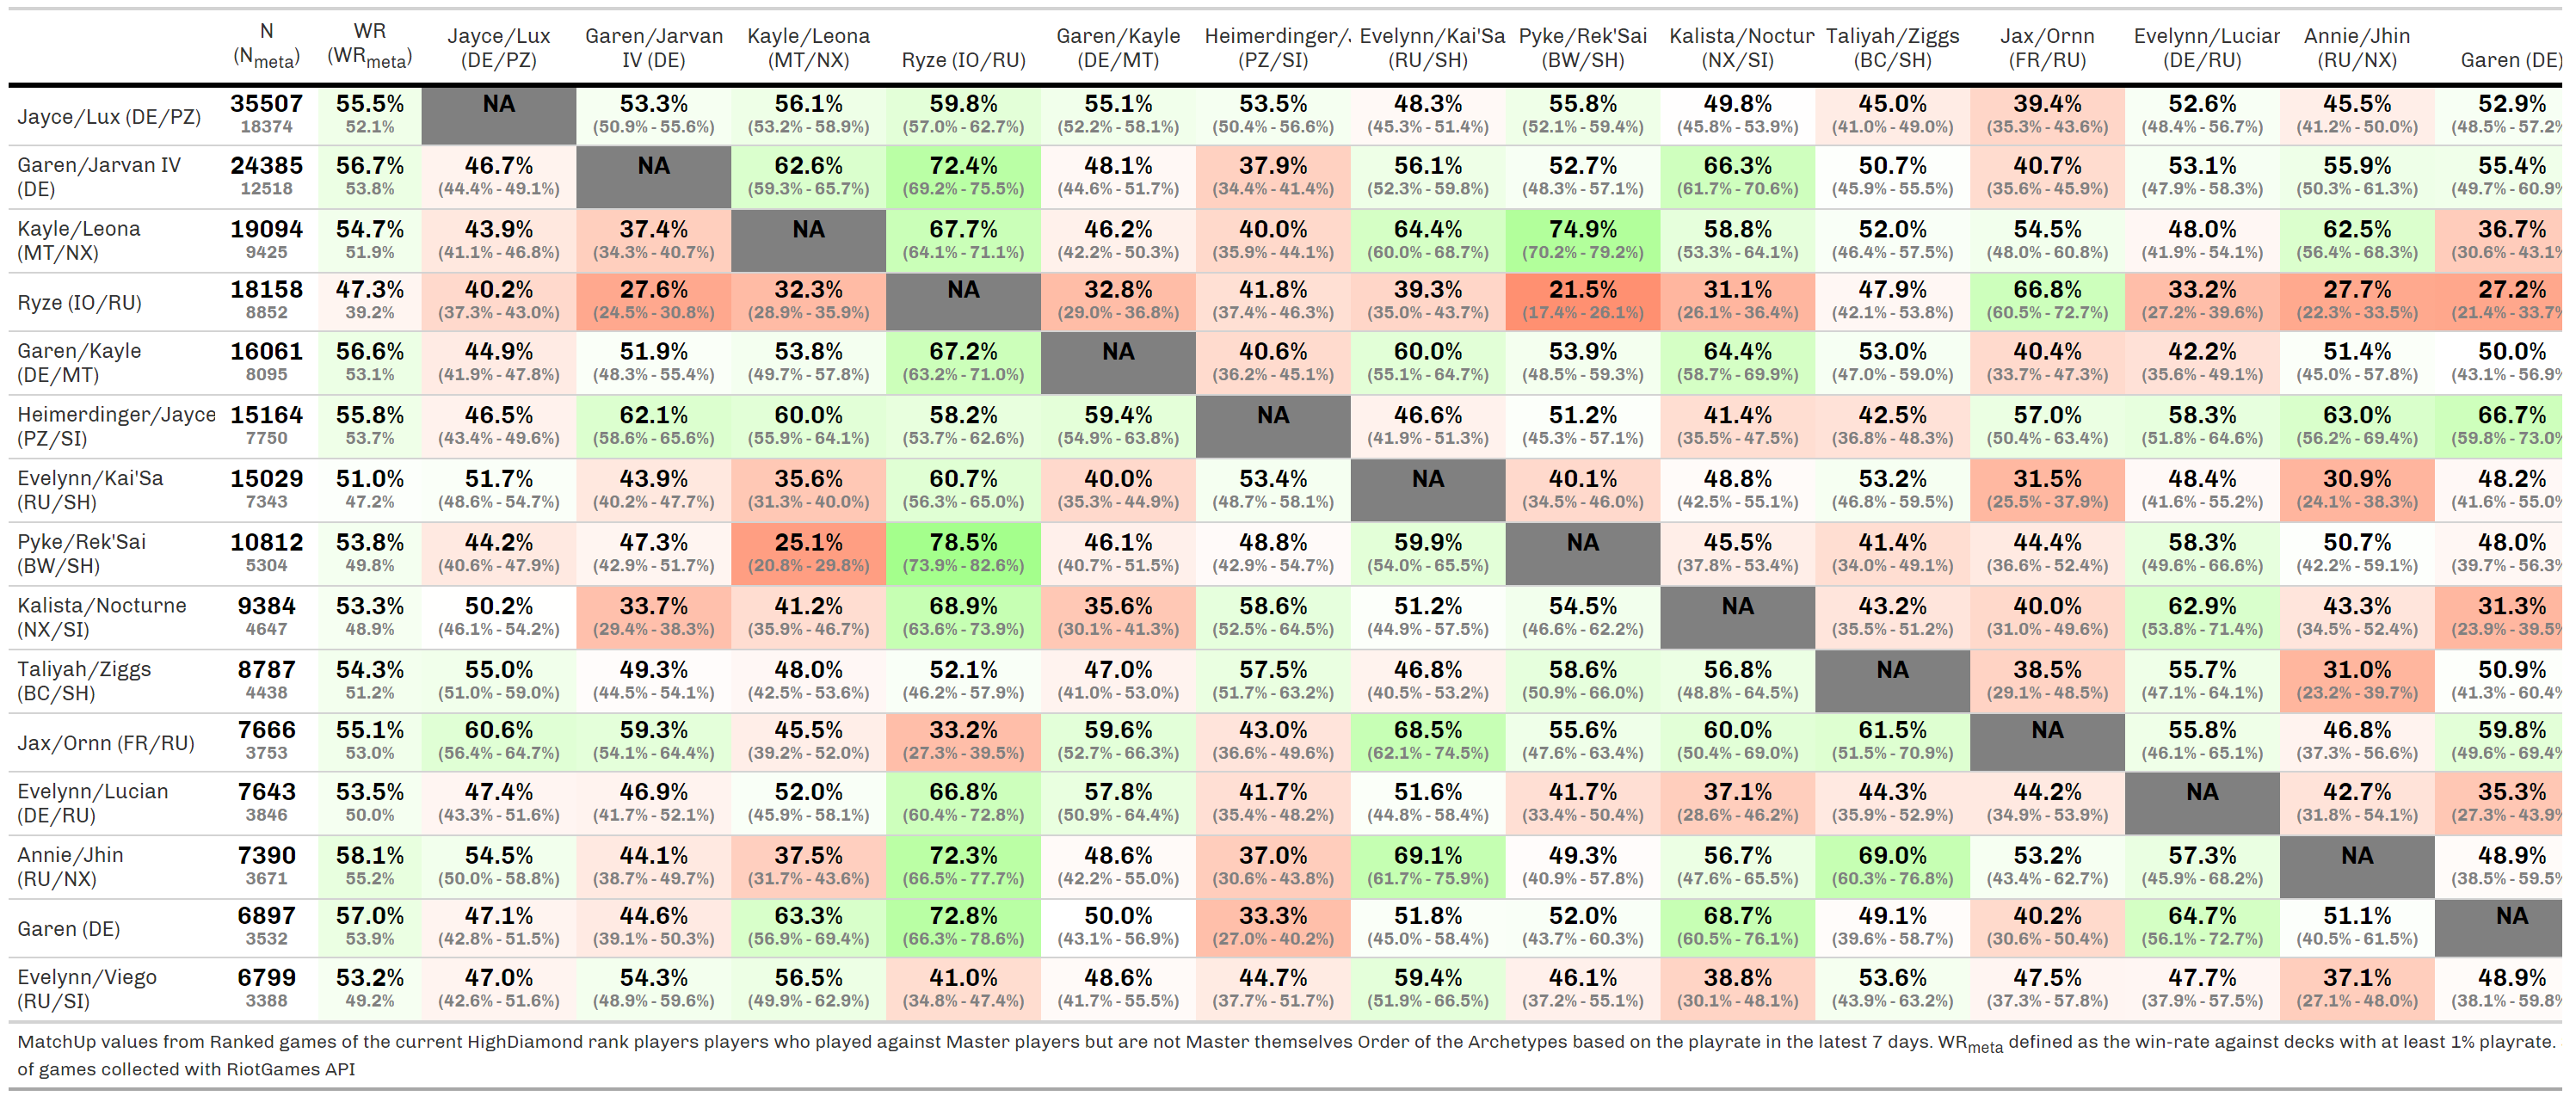 N WR Jayce/Lux Garen/Jarvan Kayle/Leona Garen/Kayle Heimerdinger/ Evelynn/Kai'Sa Pyke/Rek'Sai Kalista/Noctur Taliyah/Ziggs Jax/Ornn Evelynn/Lucian Annie/Jhin
(Nmeta) (WRmeta) (DE/PZ) IV (DE) (MT/NX) Ryze (IO/RU) (DE/MT) (PZ/SI) (RU/SH) (BW/SH) (NX/SI) (BC/SH) (FR/RU) (DE/RU) (RU/NX) Garen (DE)
Jayce/Lux (DE/PZ) 35507 55.5% NA 53.3% 56.1% 59.8% 55.1% 53.5% 48.3% 55.8% 49.8% 45.0% 39.4% 52.6% 45.5% 52.9%
18374 52.1% (50.9% - 55.6%) (53.2% - 58.9%) (57.0% - 62.7%) (52.2% - 58.1%) (50.4% - 56.6%) (45.3% - 51.4%) (52.1% - 59.4%) (45.8% - 53.9%) (41.0% - 49.0%) (35.3% - 43.6%) (48.4% - 56.7%) (41.2% - 50.0%) (48.5% - 57.2%
Garen/Jarvan IV 24385 56.7% 46.7% NA 62.6% 72.4% 48.1% 37.9% 56.1% 52.7% 66.3% 50.7% 40.7% 53.1% 55.9% 55.4%
(DE) 12518 53.8% (44.4% - 49.1%) (59.3% - 65.7%) (69.2% - 75.5%) (44.6% - 51.7%) (34.4% - 41.4%) (52.3% - 59.8%) (48.3% - 57.1%) (61.7% - 70.6%) (45.9% - 55.5%) (35.6% - 45.9%) (47.9% - 58.3%) (50.3% - 61.3%) (49.7% - 60.9%
Kayle/Leona 19094 54.7% 43.9% 37.4% NA 67.7% 46.2% 40.0% 64.4% 74.9% 58.8% 52.0% 54.5% 48.0% 62.5% 36.7%
(MT/NX) 9425 51.9% (41.1% - 46.8%) (34.3% - 40.7%) (64.1% - 71.1%) (42.2% - 50.3%) (35.9% - 44.1%) (60.0% - 68.7%) (70.2% - 79.2%) (53.3% - 64.1%) (46.4% - 57.5%) (48.0% - 60.8%) (41.9% - 54.1%) (56.4% - 68.3%) (30.6% - 43.1%
Ryze (IO/RU) 18158 47.3% 40.2% 27.6% 32.3% NA 32.8% 41.8% 39.3% 21.5% 31.1% 47.9% 66.8% 33.2% 27.7% 27.2%
8852 39.2% (37.3% - 43.0%) (24.5% - 30.8%) (28.9% - 35.9%) (29.0% - 36.8%) (37.4% - 46.3%) (35.0% - 43.7%) (17.4% - 26.1%) (26.1% - 36.4%) (42.1% - 53.8%) (60.5% - 72.7%) (27.2% - 39.6%) (22.3% - 33.5%) (21.4% - 33.7%
Garen/Kayle 16061 56.6% 44.9% 51.9% 53.8% 67.2% NA 40.6% 60.0% 53.9% 64.4% 53.0% 40.4% 42.2% 51.4% 50.0%
(DE/MT) 8095 53.1% (41.9% - 47.8%) (48.3% - 55.4%) (49.7% - 57.8%) (63.2% - 71.0%) (36.2% - 45.1%) (55.1% - 64.7%) (48.5% - 59.3%) (58.7% - 69.9%) (47.0% - 59.0%) (33.7% - 47.3%) (35.6% - 49.1%) (45.0% - 57.8%) (43.1% - 56.9%
Heimerdinger/Jayce 15164 55.8% 46.5% 62.1% 60.0% 58.2% 59.4% NA 46.6% 51.2% 41.4% 42.5% 57.0% 58.3% 63.0% 66.7%
(PZ/SI) 7750 53.7% (43.4% - 49.6%) (58.6% - 65.6%) (55.9% - 64.1%) (53.7% - 62.6%) (54.9% - 63.8%) (41.9% - 51.3%) (45.3% - 57.1%) (35.5% - 47.5%) (36.8% - 48.3%) (50.4% - 63.4%) (51.8% - 64.6%) (56.2% - 69.4%) (59.8% - 73.0%
Evelynn/Kai'Sa 15029 51.0% 51.7% 43.9% 35.6% 60.7% 40.0% 53.4% NA 40.1% 48.8% 53.2% 31.5% 48.4% 30.9% 48.2%
(RU/SH) 7343 47.2% (48.6% - 54.7%) (40.2% - 47.7%) (31.3% - 40.0%) (56.3% - 65.0%) (35.3% - 44.9%) (48.7% - 58.1%) (34.5% - 46.0%) (42.5% - 55.1%) (46.8% - 59.5%) (25.5% - 37.9%) (41.6% - 55.2%) (24.1% - 38.3%) (41.6% - 55.0%
Pyke/Rek'Sai 10812 53.8% 44.2% 47.3% 25.1% 78.5% 46.1% 48.8% 59.9% NA 45.5% 41.4% 44.4% 58.3% 50.7% 48.0%
(BW/SH) 5304 49.8% (40.6% - 47.9%) (42.9% - 51.7%) (20.8% - 29.8%) (73.9% - 82.6%) (40.7% - 51.5%) (42.9% - 54.7%) (54.0% - 65.5%) (37.8% - 53.4%) (34.0% - 49.1%) (36.6% - 52.4%) (49.6% - 66.6%) (42.2% - 59.1%) (39.7% - 56.3%
Kalista/Nocturne 9384 53.3% 50.2% 33.7% 41.2% 68.9% 35.6% 58.6% 51.2% 54.5% NA 43.2% 40.0% 62.9% 43.3% 31.3%
(NX/SI) 4647 48.9% (46.1% - 54.2%) (29.4% - 38.3%) (35.9% - 46.7%) (63.6% - 73.9%) (30.1% - 41.3%) (52.5% - 64.5%) (44.9% - 57.5%) (46.6% - 62.2%) (35.5% - 51.2%) (31.0% - 49.6%) (53.8% - 71.4%) (34.5% - 52.4%) (23.9% - 39.5%
Taliyah/Ziggs 8787 54.3% 55.0% 49.3% 48.0% 52.1% 47.0% 57.5% 46.8% 58.6% 56.8% NA 38.5% 55.7% 31.0% 50.9%
(BC/SH) 4438 51.2% (51.0% - 59.0%) (44.5% - 54.1%) (42.5% - 53.6%) (46.2% - 57.9%) (41.0% - 53.0%) (51.7% - 63.2%) (40.5% - 53.2%) (50.9% - 66.0%) (48.8% - 64.5%) (29.1% - 48.5%) (47.1% - 64.1%) (23.2% - 39.7%) (41.3% - 60.4%
Jax/Ornn (FR/RU) 7666 55.1% 60.6% 59.3% 45.5% 33.2% 59.6% 43.0% 68.5% 55.6% 60.0% 61.5% NA 55.8% 46.8% 59.8%
3753 53.0% (56.4% - 64.7%) (54.1% - 64.4%) (39.2% - 52.0%) (27.3% - 39.5%) (52.7% - 66.3%) (36.6% - 49.6%) (62.1% - 74.5%) (47.6% - 63.4%) (50.4% - 69.0%) (51.5% - 70.9%) (46.1% - 65.1%) (37.3% - 56.6%) (49.6% - 69.4%
Evelynn/Lucian 7643 53.5% 47.4% 46.9% 52.0% 66.8% 57.8% 41.7% 51.6% 41.7% 37.1% 44.3% 44.2% NA 42.7% 35.3%
(DE/RU) 3846 50.0% (43.3% - 51.6%) (41.7% - 52.1%) (45.9% - 58.1%) (60.4% - 72.8%) (50.9% - 64.4%) (35.4% - 48.2%) (44.8% - 58.4%) (33.4% - 50.4%) (28.6% - 46.2%) (35.9% - 52.9%) (34.9% - 53.9%) (31.8% - 54.1%) (27.3% - 43.9%
Annie/Jhin 7390 58.1% 54.5% 44.1% 37.5% 72.3% 48.6% 37.0% 69.1% 49.3% 56.7% 69.0% 53.2% 57.3% NA 48.9%
(RU/NX) 3671 55.2% (50.0% - 58.8%) (38.7% - 49.7%) (31.7% - 43.6%) (66.5% - 77.7%) (42.2% - 55.0%) (30.6% - 43.8%) (61.7% - 75.9%) (40.9% - 57.8%) (47.6% - 65.5%) (60.3% - 76.8%) (43.4% - 62.7%) (45.9% - 68.2%) (38.5% - 59.5%
Garen (DE) 6897 57.0% 47.1% 44.6% 63.3% 72.8% 50.0% 33.3% 51.8% 52.0% 68.7% 49.1% 40.2% 64.7% 51.1% NA
3532 53.9% (42.8% - 51.5%) (39.1% - 50.3%) (56.9% - 69.4%) (66.3% - 78.6%) (43.1% - 56.9%) (27.0% - 40.2%) (45.0% - 58.4%) (43.7% - 60.3%) (60.5% - 76.1%) (39.6% - 58.7%) (30.6% - 50.4%) (56.1% - 72.7%) (40.5% - 61.5%)
Evelynn/Viego 6799 53.2% 47.0% 54.3% 56.5% 41.0% 48.6% 44.7% 59.4% 46.1% 38.8% 53.6% 47.5% 47.7% 37.1% 48.9%
(RU/SI) 3388 49.2% (42.6% - 51.6%) (48.9% - 59.6%) (49.9% - 62.9%) (34.8% - 47.4%) (41.7% - 55.5%) (37.7% - 51.7%) (51.9% - 66.5%) (37.2% - 55.1%) (30.1% - 48.1%) (43.9% - 63.2%) (37.3% - 57.8%) (37.9% - 57.5%) (27.1% - 48.0%) (38.1% - 59.8%
MatchUp values from Ranked games of the current HighDiamond rank players players who played against Master players but are not Master themselves Order of the Archetypes based on the playrate in the latest 7 days. WRmeta defined as the win-rate against decks with at least 1% playrate.
of games collected with RiotGames API